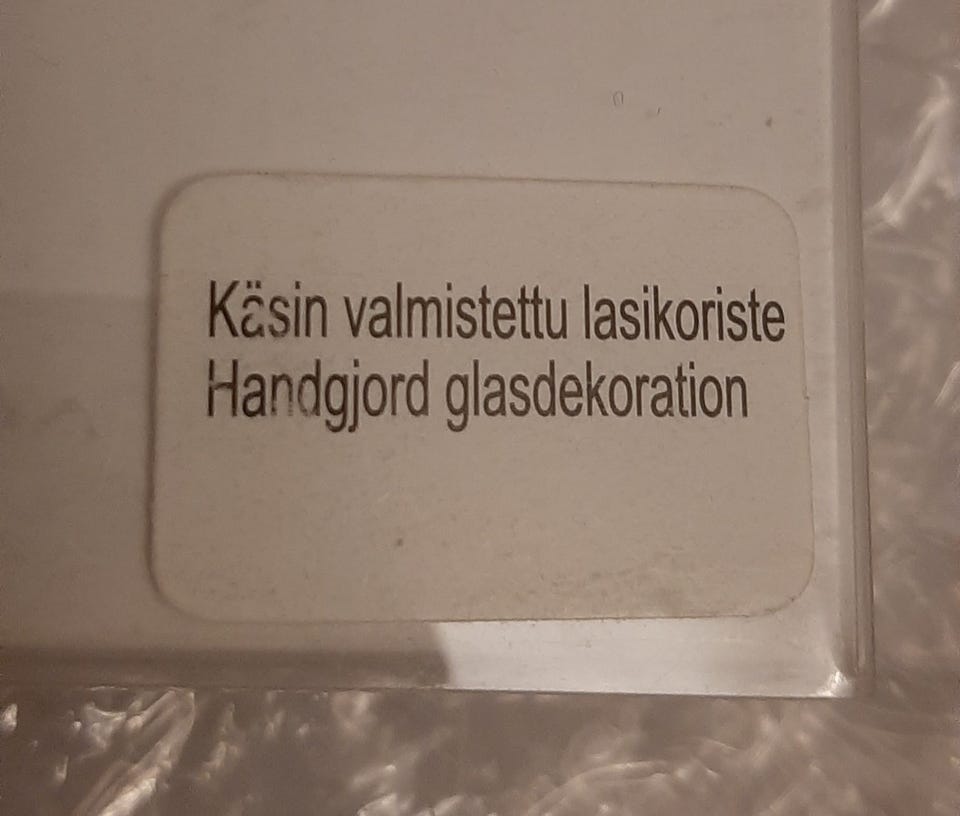 Käsin valmistettu lasikoriste
Handgjord glasdekoration